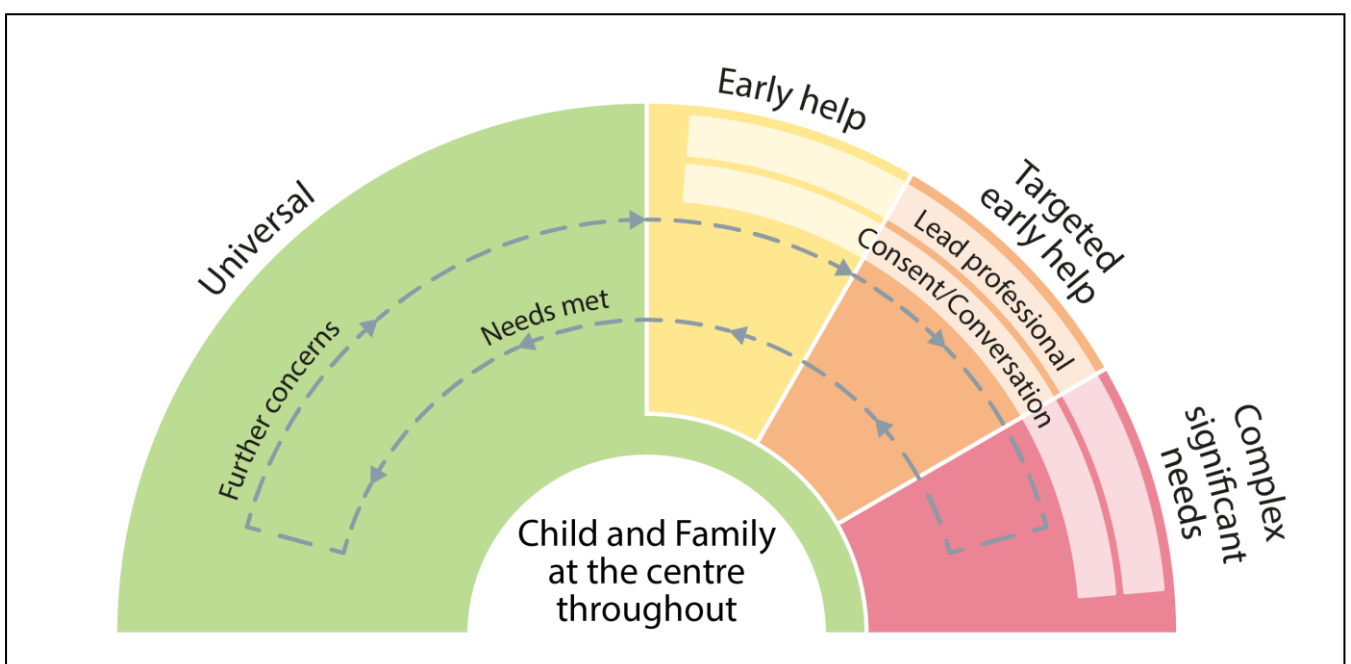 Early help
Targeted
early help
Universal
Lead professional
Consent/Conversation
Needs met
Further concerns
Complex
significant
needs
Child and Family
at the centre
throughout